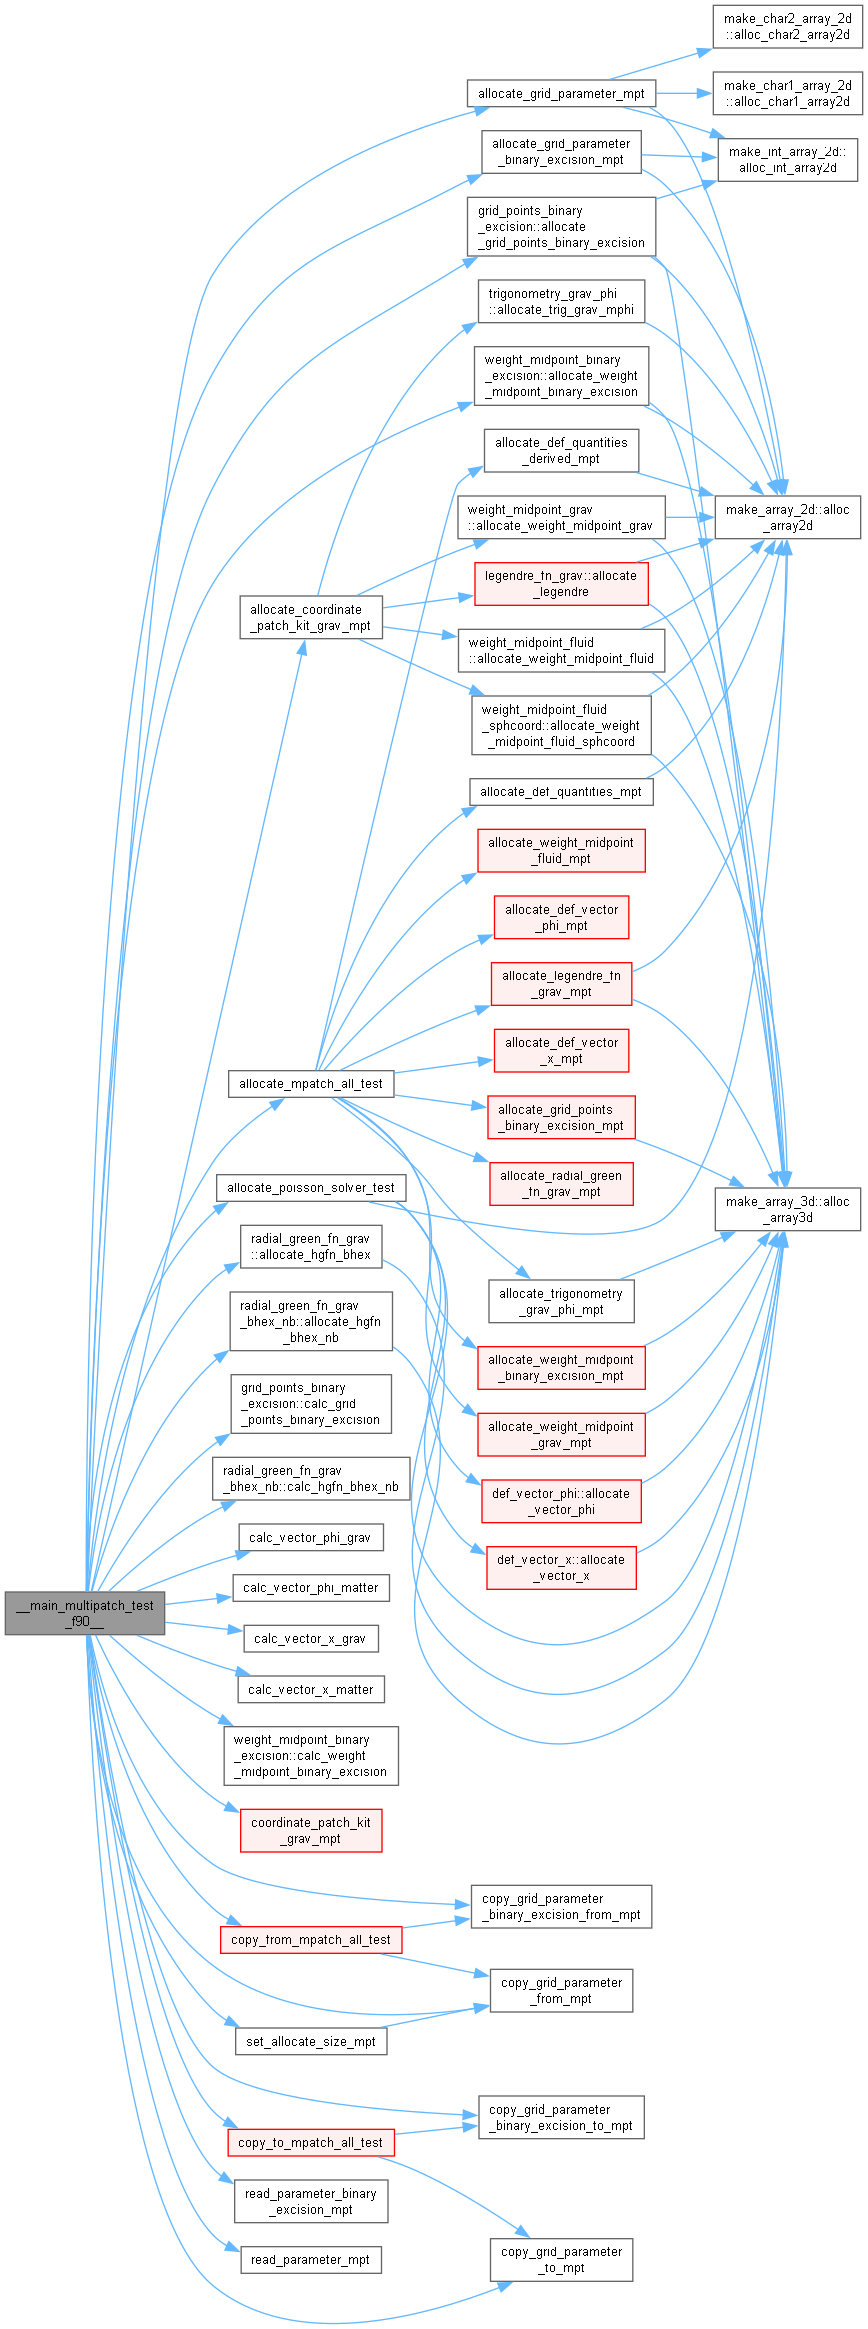 make_char2_array_2d
::alloc_char2_array2d
allocate_grid_parameter_mpt
make_char1_array_2d
::alloc_char1_array2d
allocate_grid_parameter
_binary_excision_mpt
make_int_array_2d::
alloc_int_array2d
grid_points_binary
_excision::allocate
_grid_points_binary_excision
trigonometry_grav_phi
::allocate_trig_grav_mphi
weight_midpoint_binary
_excision::allocate_weight
_midpoint_binary_excision
allocate_def_quantities
_derived_mpt
weight_midpoint_grav
::allocate_weight_midpoint_grav
make_array_2d::alloc
_array2d
legendre_fn_grav::allocate
_legendre
allocate_coordinate
_patch_kit_grav_mpt
weight_midpoint_fluid
::allocate_weight_midpoint_fluid
weight_midpoint_fluid
_sphcoord::allocate_weight
_midpoint_fluid_sphcoord
allocate_def_quantities_mpt
allocate_weight_midpoint
_fluid_mpt
allocate_def_vector
_phi_mpt
allocate_legendre_fn
_grav_mpt
allocate_def_vector
_x_mpt
allocate_mpatch_all_test
allocate_grid_points
_binary_excision_mpt
allocate_radial_green
_fn_grav_mpt
allocate_poisson_solver_test
make_array_3d::alloc
_array3d
radial_green_fn_grav
::allocate_hgfn_bhex
allocate_trigonometry
_grav_phi_mpt
radial_green_fn_grav
_bhex_nb::allocate_hgfn
_bhex_nb
allocate_weight_midpoint
_binary_excision_mpt
grid_points_binary
_excision::calc_grid
_points_binary_excision
allocate_weight_midpoint
_grav_mpt
radial_green_fn_grav
_bhex_nb::calc_hgfn_bhex_nb
def_vector_phi::allocate
_vector_phi
calc_vector_phi_grav
def_vector_x::allocate
_vector_x
calc_vector_phi_matter
__main_multipatch_test
_f90__
calc_vector_x_grav
calc_vector_x_matter
weight_midpoint_binary
_excision::calc_weight
_midpoint_binary_excision
coordinate_patch_kit
_grav_mpt
copy_grid_parameter
_binary_excision_from_mpt
copy_from_mpatch_all_test
copy_grid_parameter
_from_mpt
set_allocate_size_mpt
copy_grid_parameter
_binary_excision_to_mpt
copy_to_mpatch_all_test
read_parameter_binary
_excision_mpt
copy_grid_parameter
_to_mpt
read_parameter_mpt